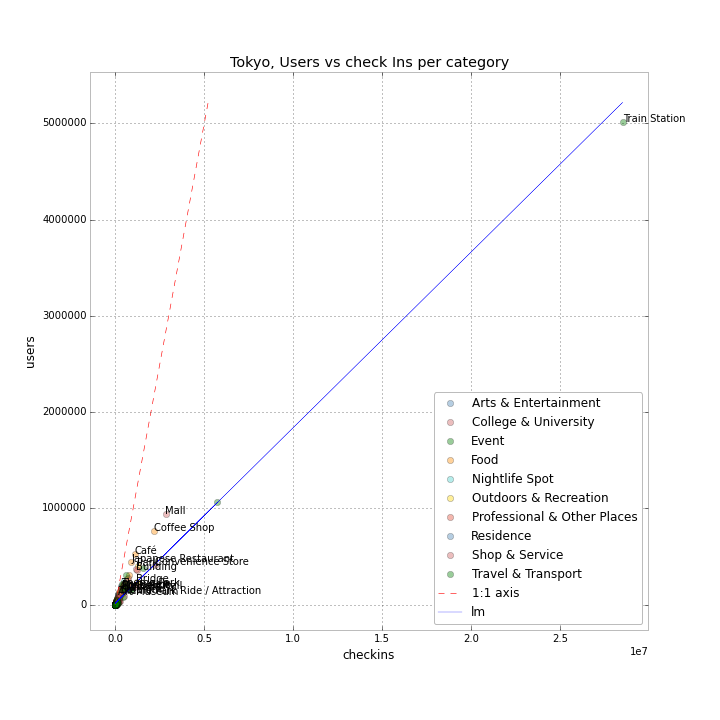 Tokyo, Users vs check Ins per category
5000000
4000000
3000000
2000000
1000000
0
users
Train Station
Mall
Coffee Shop
Café
Japanese Restaurant
Convenience Store
Building
Bridge
Ride / Attraction
Arts & Entertainment
College & University
Event
Food
Nightlife Spot
Outdoors & Recreation
Professional & Other Places
Residence
Shop & Service
Travel & Transport
1:1 axis
lm
0.0
0.5
1.0
1.5
2.0
2.5
1e7
checkins